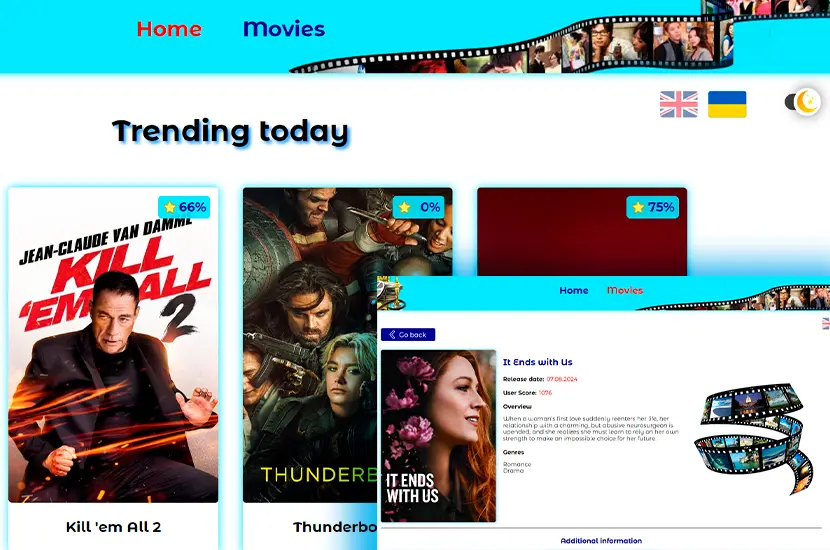 Home
Movies
Trending today
66%
0%
75%
JEAN-CLAUDE VAN DAMME
KILL
'EM ALL
2
THUNDERB
Kill 'em All 2
Thunderbo
Home
Movies
Go back
IT ENDS
WITH US
It Ends with Us
Release date: 07.08.2024
User Score: 1076
Overview
When a woman's first love suddenly reenters her life, her
relationship with a charming, but abusive neurosurgeon is
upended, and she realizes she must learn to rely on her own
strength to make an impossible choice for her future.
Genres
Romance
Drama
Additional information